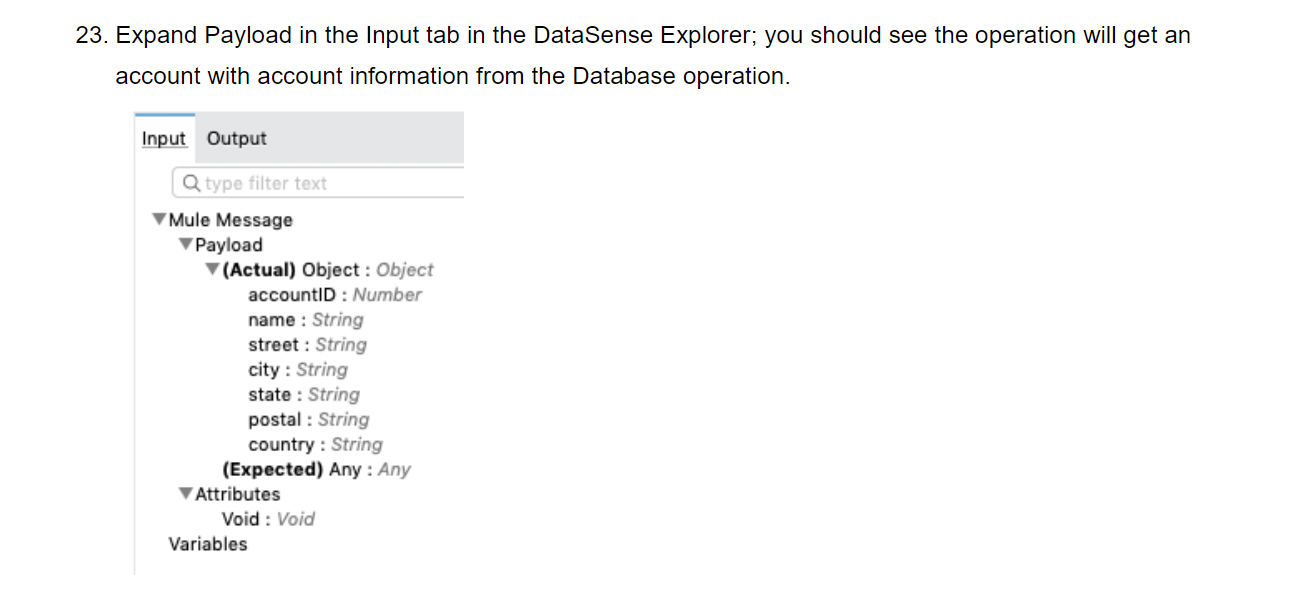 23. Expand Payload in the Input tab in the DataSense Explorer; you should see the operation will get an
account with account information from the Database operation.
Input Output
type filter text
Mule Message
Payload
(Actual) Object : Object
accountID : Number
name : String
street : String
city : String
state : String
postal : String
country : String
(Expected) Any : Any
Attributes
Void : Void
Variables